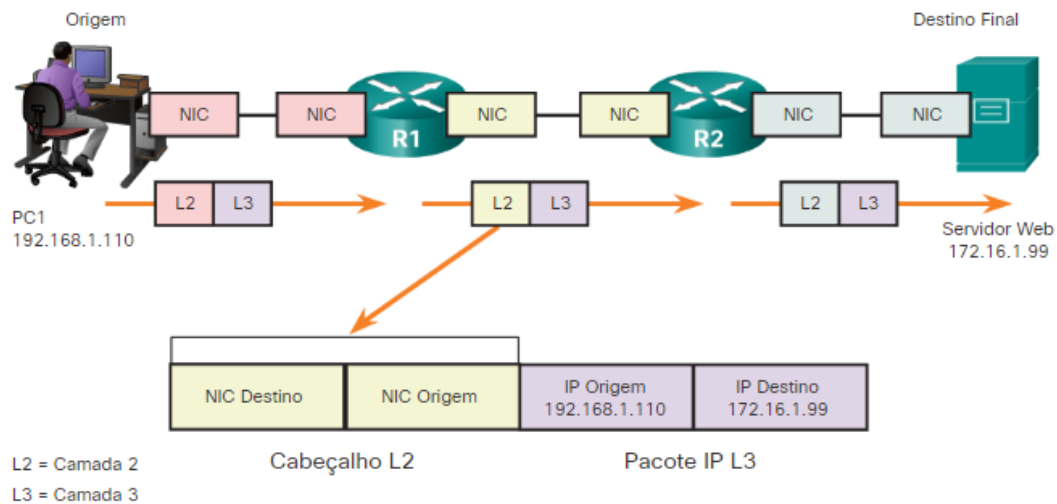 Origem
Destino Final
NIC
NIC
R1
NIC
NIC
R2
NIC
NIC
L2
L3
L2
L3
L2
L3
PC1
192.168.1.110
Servidor Web
172.16.1.99
NIC Destino
NIC Origem
IP Origem
192.168.1.110
IP Destino
172.16.1.99
Cabeçalho L2
Pacote IP L3
L2 = Camada 2
L3 = Camada 3